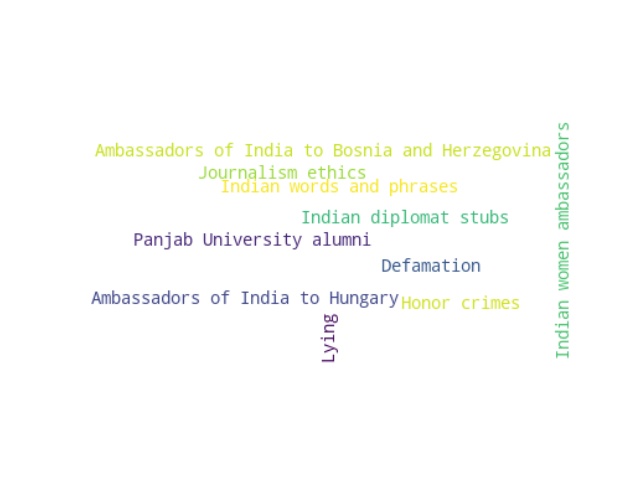 Ambassadors of India to Bosnia and Herzegovina
Journalism ethics
Indian words and phrases
Indian diplomat stubs
Panjab University alumni
Defamation
Ambassadors of India to Hungary
Honor crimes
Lying
Indian women ambassadors